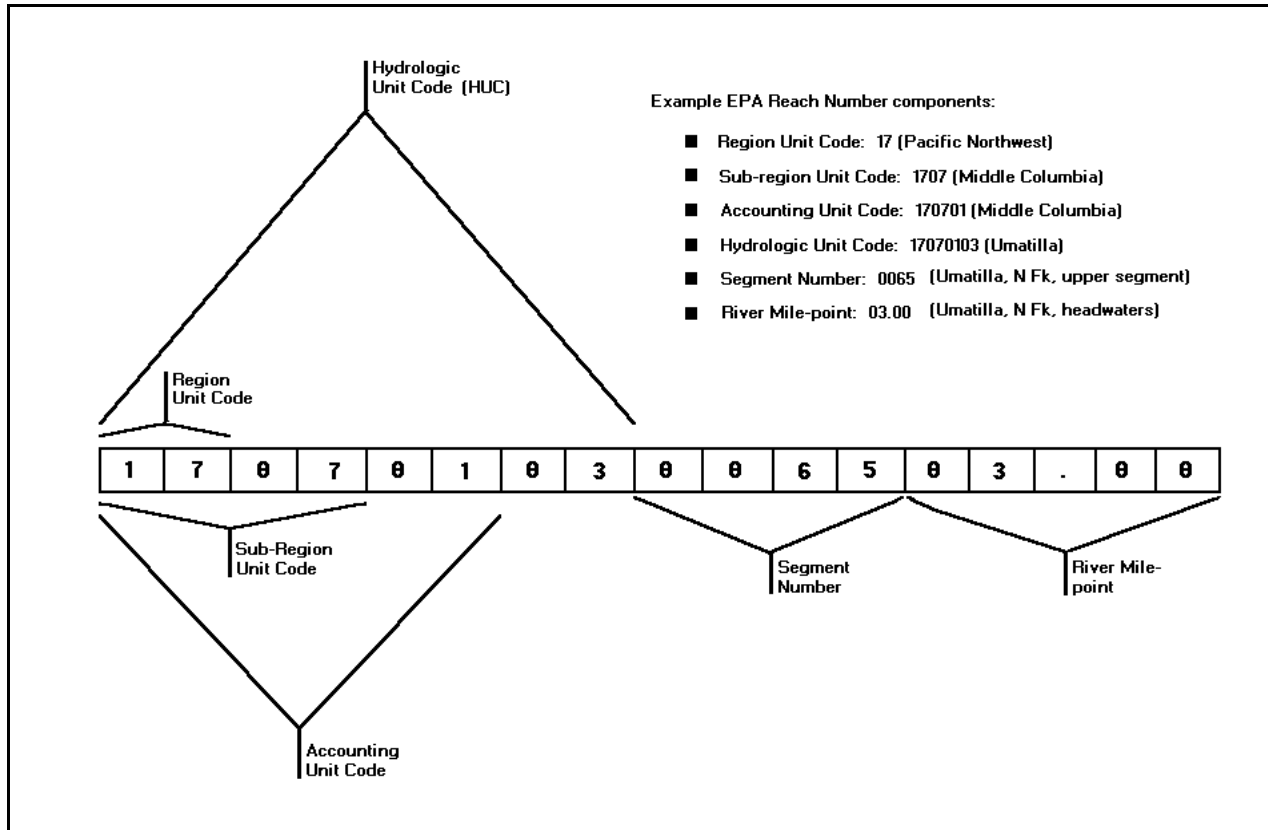 Hydrologic
Unit Code (HUC)
Example EPA Reach Number components:
■ Region Unit Code: 17 (Pacific Northwest)
■ Sub-region Unit Code: 1707 (Middle Columbia)
■ Accounting Unit Code: 170701 (Middle Columbia)
■ Hydrologic Unit Code: 17070103 (Umatilla)
■ Segment Number: 0065 (Umatilla, N Fk, upper segment)
■ River Mile-point: 03.00 (Umatilla, N Fk, headwaters)
Region
Unit Code
1 7 0 7 0 1 0 3 0 0 6 5 0 3 . 0 0
Sub-Region
Unit Code
Segment
Number
River Mile-
point
Accounting
Unit Code